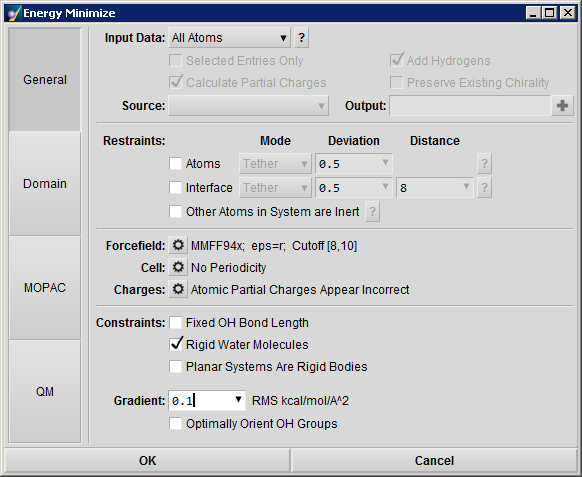 Energy Minimize
General
Domain
MOPAC
QM
Input Data: All Atoms ?
Selected Entries Only Add Hydrogens
Calculate Partial Charges Preserve Existing Chirality
Source: Output:
Restraints: Mode Deviation Distance
Atoms Tether 0.5 ?
Interface Tether 0.5 8 ?
Other Atoms in System are Inert ?
Forcefield: MMFF94x; eps=r; Cutoff [8,10]
Cell: No Periodicity
Charges: Atomic Partial Charges Appear Incorrect
Constraints: Fixed OH Bond Length
Rigid Water Molecules
Planar Systems Are Rigid Bodies
Gradient: 0.1 RMS kcal/mol/A^2
Optimally Orient OH Groups
OK Cancel